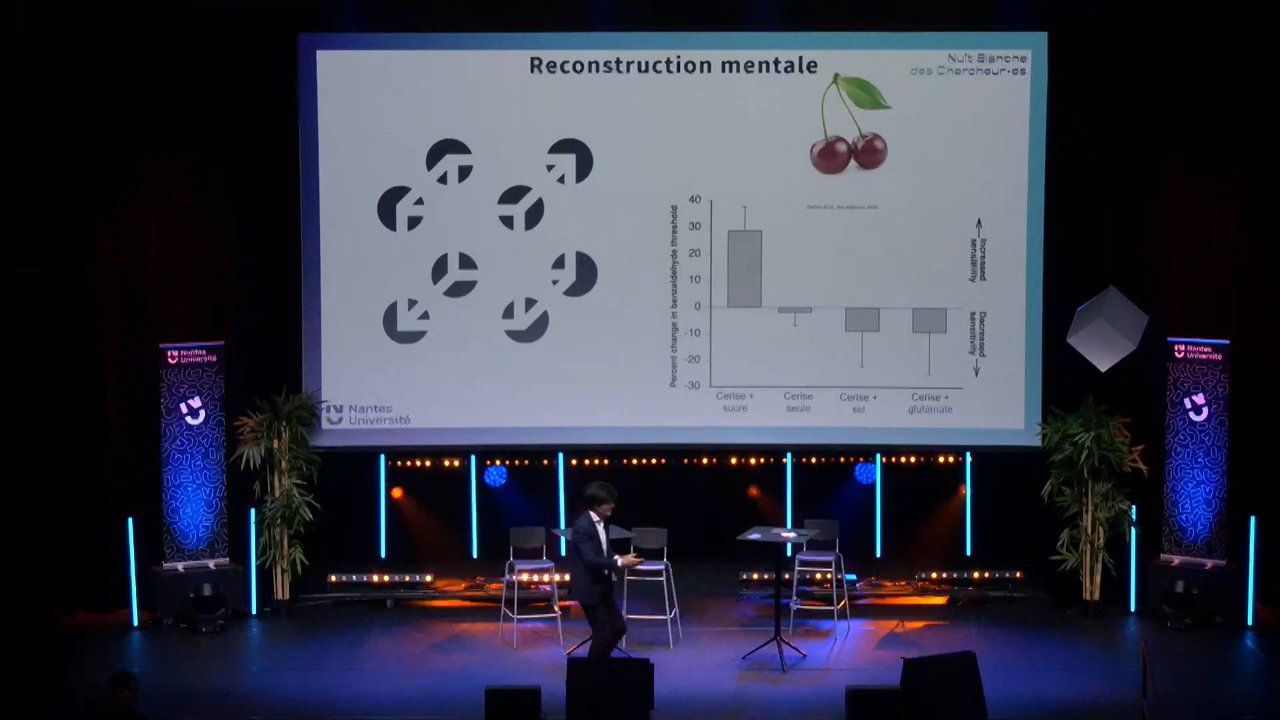 Reconstruction mentale
Nuit Blanche
des Chercheur·es
Percent change in benzaldehyde threshold
40
30
20
10
0
-10
-20
-30
Increased
sensitivity
Decreased
sensitivity
Cerise +
sucre
Cerise
seule
Cerise +
sel
Cerise +
glutamate
Nantes
Université
Nantes
Université
Nantes
Université